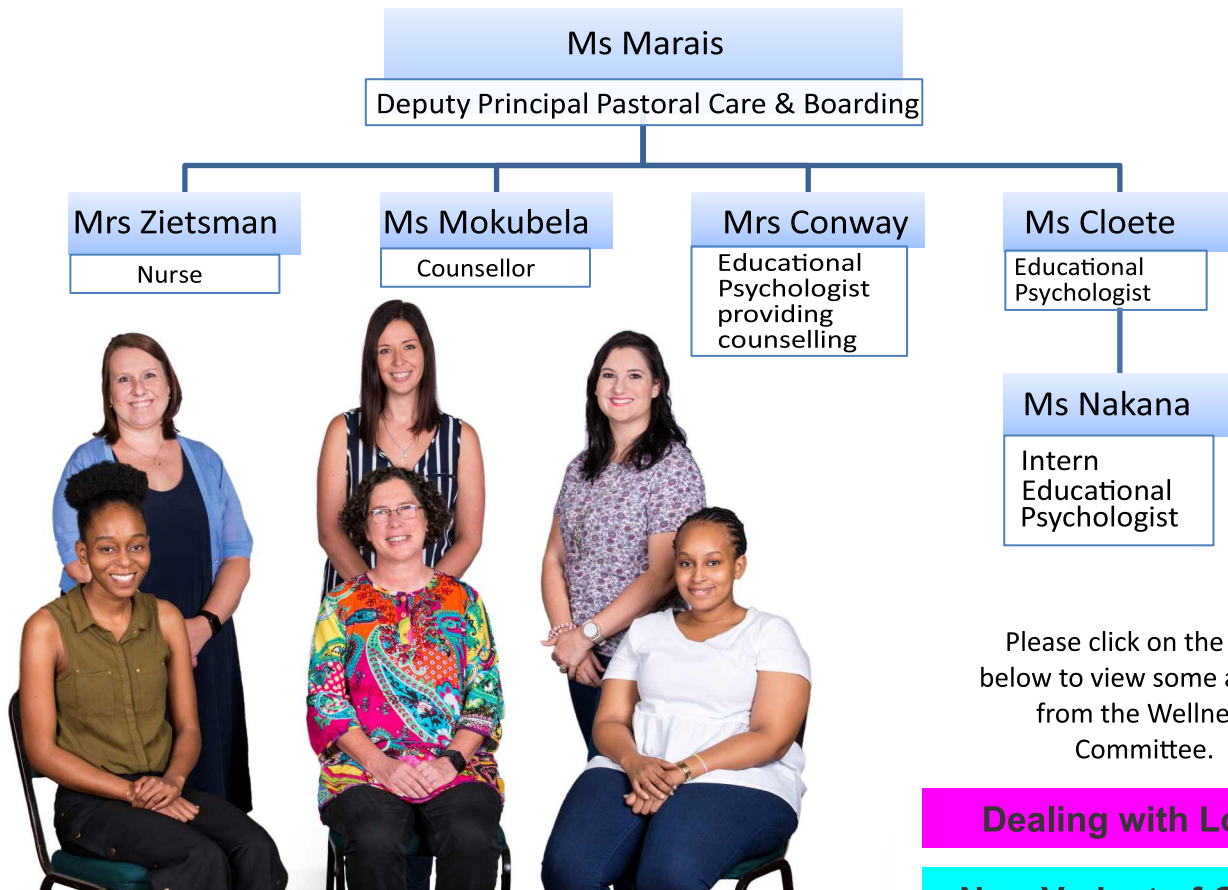 Ms Marais
Deputy Principal Pastoral Care & Boarding
Mrs Zietsman
Nurse
Ms Mokubela
Counsellor
Mrs Conway
Educational
Psychologist
providing
counselling
Ms Cloete
Educational
Psychologist
Ms Nakana
Intern
Educational
Psychologist
Please click on the
below to view some
from the
Committee.
Dealing with